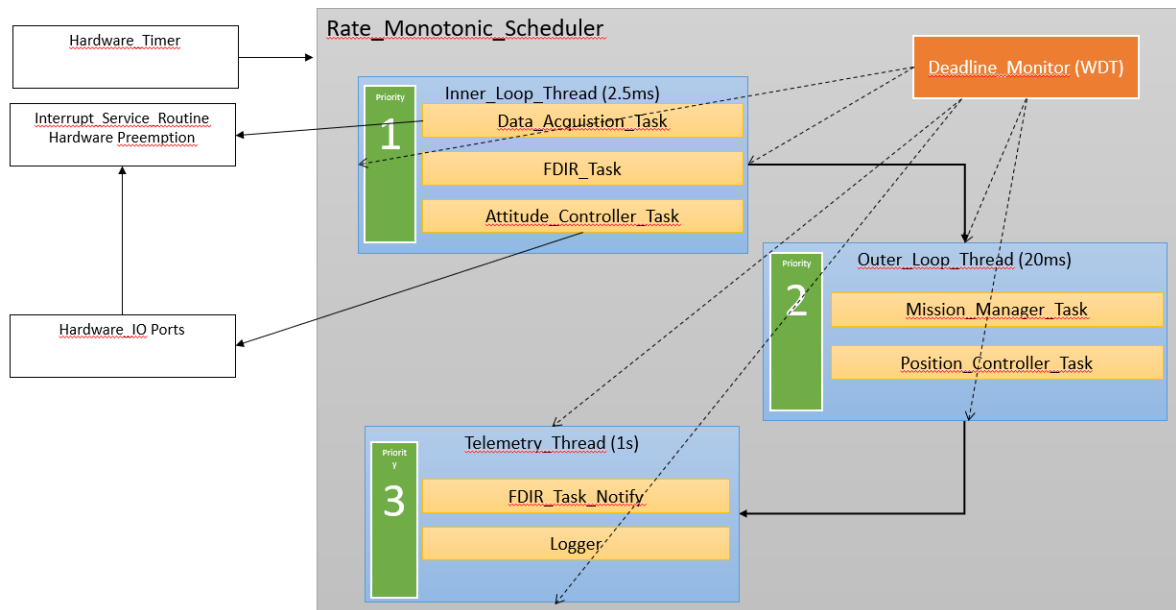 Hardware_Timer
Interrupt_Service_Routine
Hardware Preemption
Hardware_IO Ports
Rate_Monotonic_Scheduler
Deadline_Monitor (WDT)
Priority
1
Inner_Loop_Thread (2.5ms)
Data_Acquistion_Task
FDIR_Task
Attitude_Controller_Task
Priority
2
Outer_Loop_Thread (20ms)
Mission_Manager_Task
Position_Controller_Task
Priorit
y
3
Telemetry_Thread (1s)
FDIR_Task_Notify
Logger